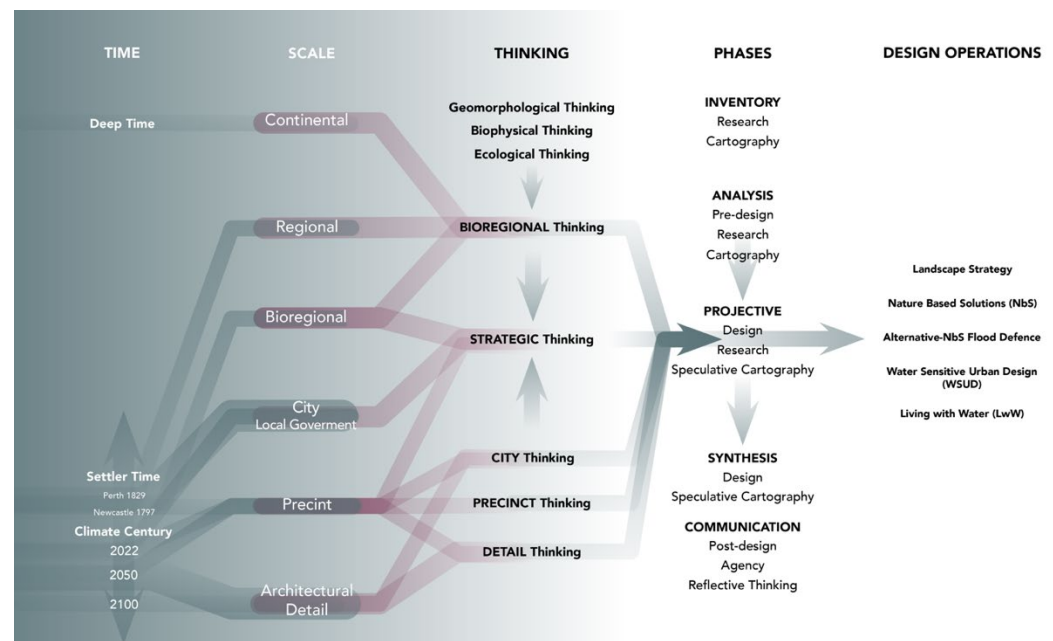 TIME
SCALE
THINKING
PHASES
DESIGN OPERATIONS
Deep Time
Settler Time
Perth 1829
Newcastle 1797
Climate Century
2022
2050
2100
Continental
Regional
Bioregional
City
Local Goverment
Precint
Architectural
Detail
Geomorphological Thinking
Biophysical Thinking
Ecological Thinking
BIOREGIONAL Thinking
STRATEGIC Thinking
CITY Thinking
PRECINCT Thinking
DETAIL Thinking
INVENTORY
Research
Cartography
ANALYSIS
Pre-design
Research
Cartography
PROJECTIVE
Design
Research
Speculative Cartography
SYNTHESIS
Design
Speculative Cartography
COMMUNICATION
Post-design
Agency
Reflective Thinking
Landscape Strategy
Nature Based Solutions (NbS)
Alternative-NbS Flood Defence
Water Sensitive Urban Design
(WSUD)
Living with Water (LwW)